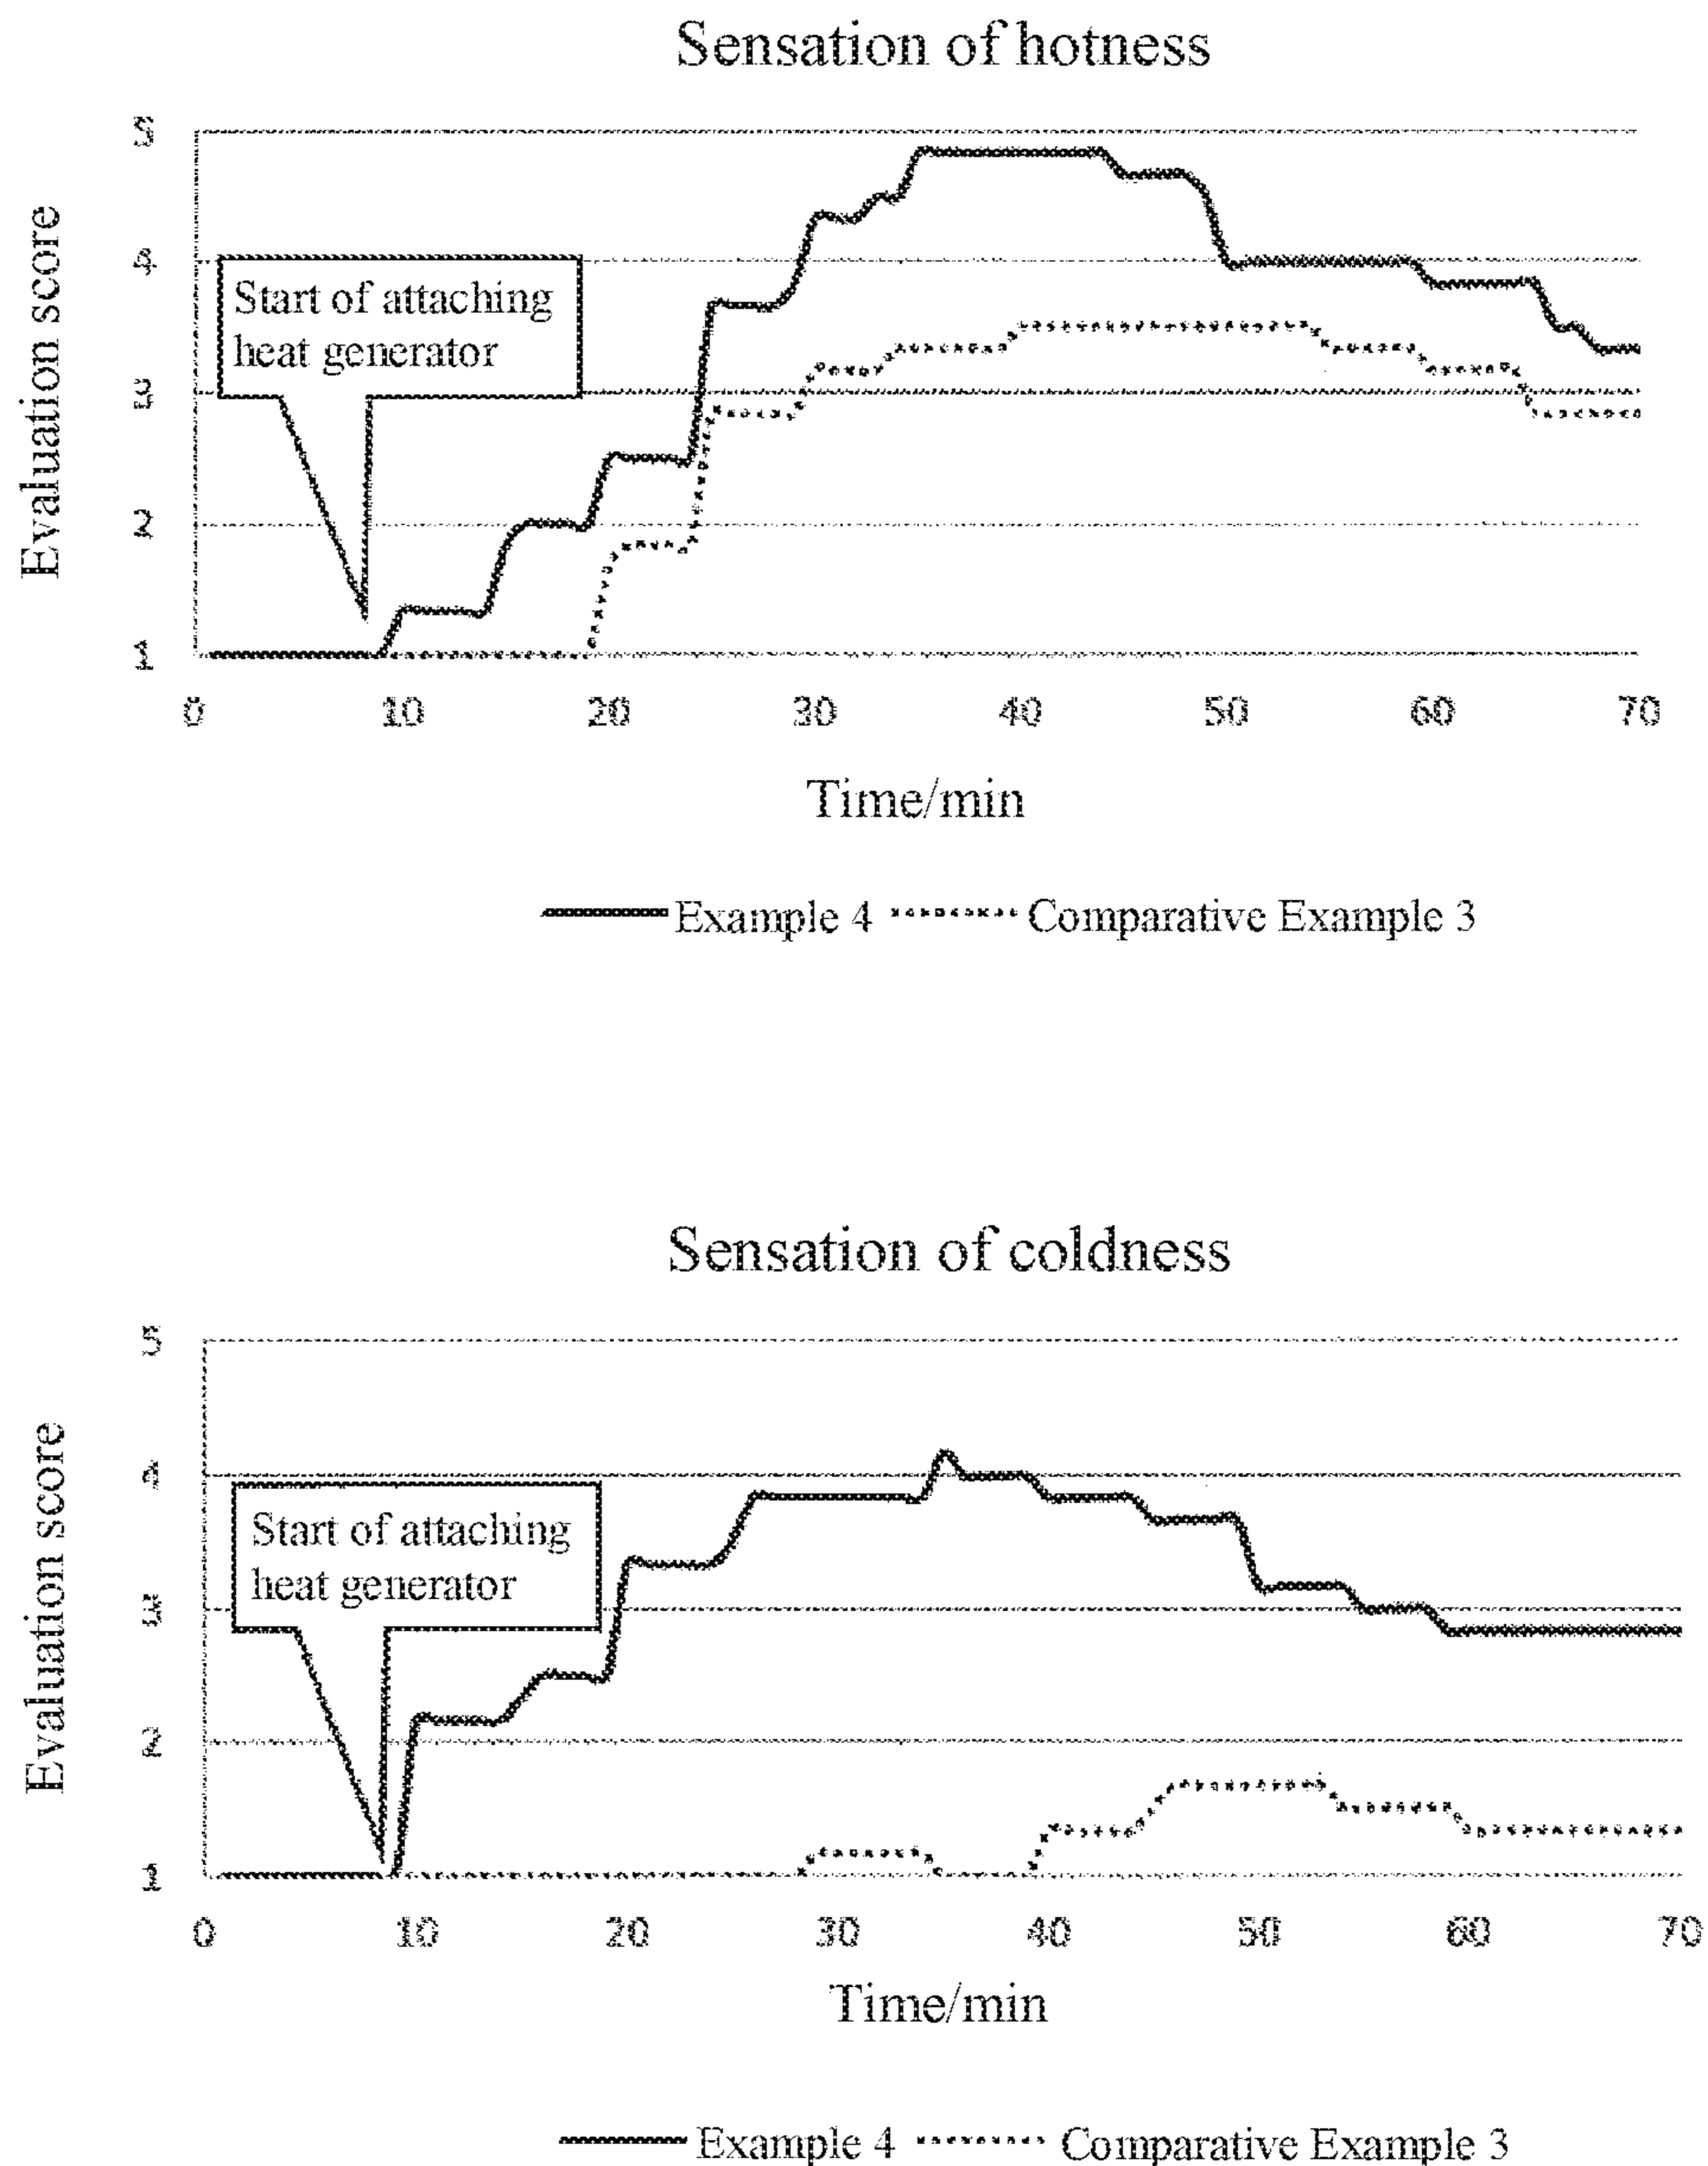 Sensation of hotness
5
4
3
2
1
Evaluation score
Start of attaching
heat generator
0 10 20 30 40 50 60 70
Time/min
Example 4 Comparative Example 3
Sensation of coldness
5
4
3
2
1
Evaluation score
Start of attaching
heat generator
0 10 20 30 40 50 60 70
Time/min
Example 4 Comparative Example 3